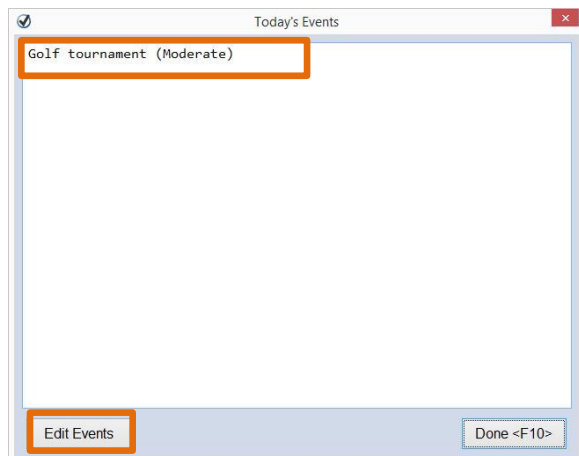 Today's Events
Golf tournament (Moderate)
Edit Events
Done <F10>